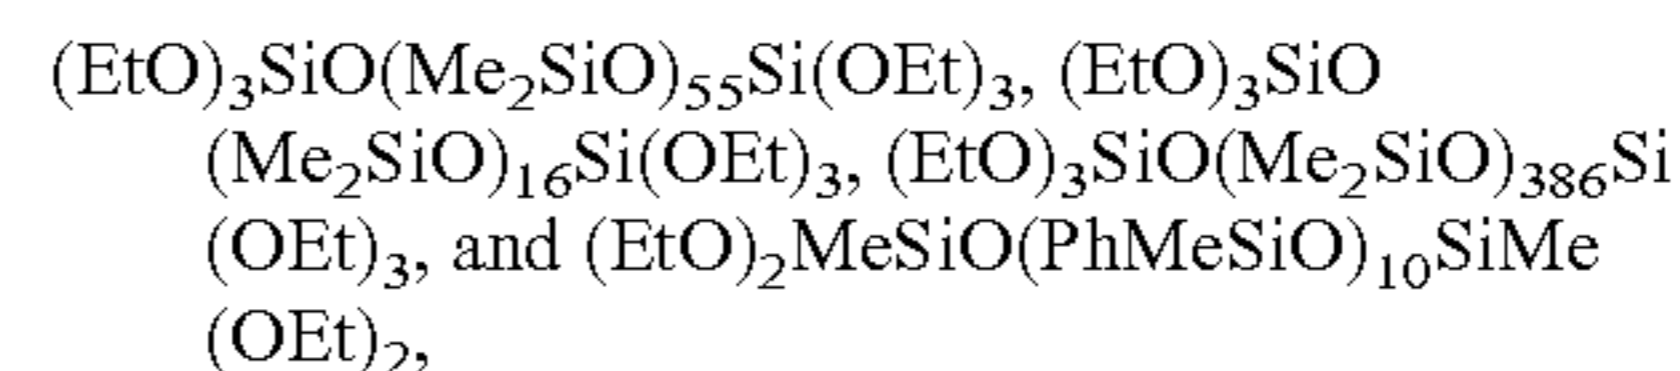 (EtO)₃SiO(Me₂SiO)₅₅Si(OEt)₃, (EtO)₃SiO
(Me₂SiO)₁₆Si(OEt)₃, (EtO)₃SiO(Me₂SiO)₃₈₆Si
(OEt)₃, and (EtO)₂MeSiO(PhMeSiO)₁₀SiMe
(OEt)₂,